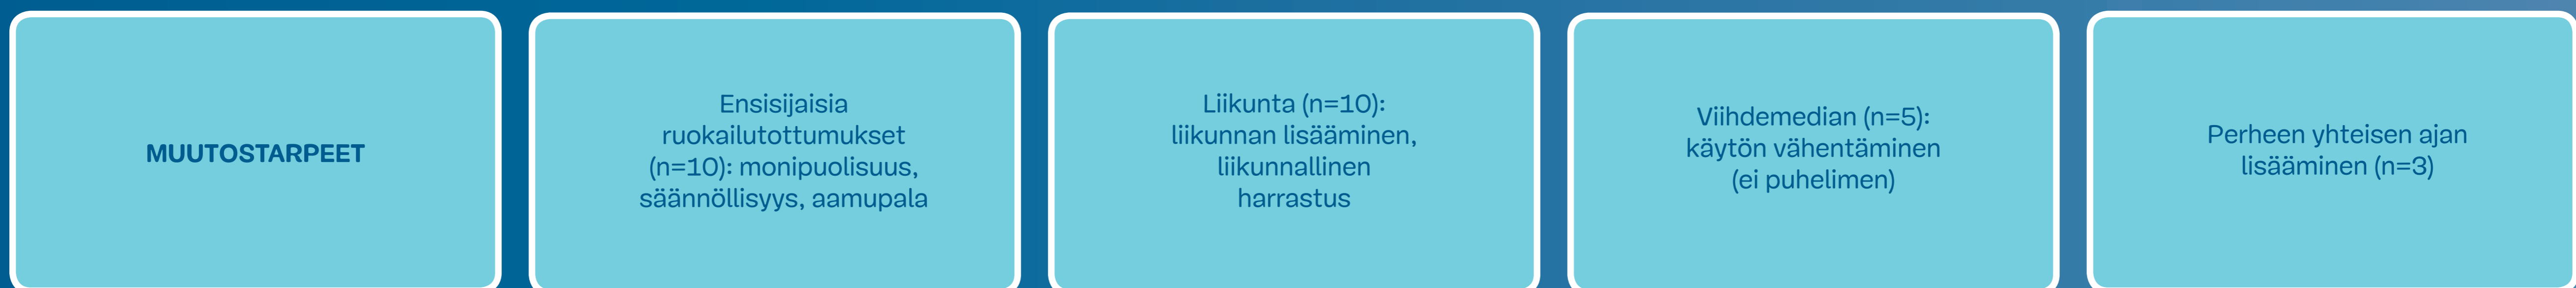 MUUTOSTARPEET
Ensisijaisia
ruokailutottumukset
(n=10): monipuolisuus,
säännöllisyys, aamupala
Liikunta (n=10):
liikunnan lisääminen,
liikunnallinen
harrastus
Viihdemedian (n=5):
käytön vähentäminen
(ei puhelimen)
Perheen yhteisen ajan
lisääminen (n=3)